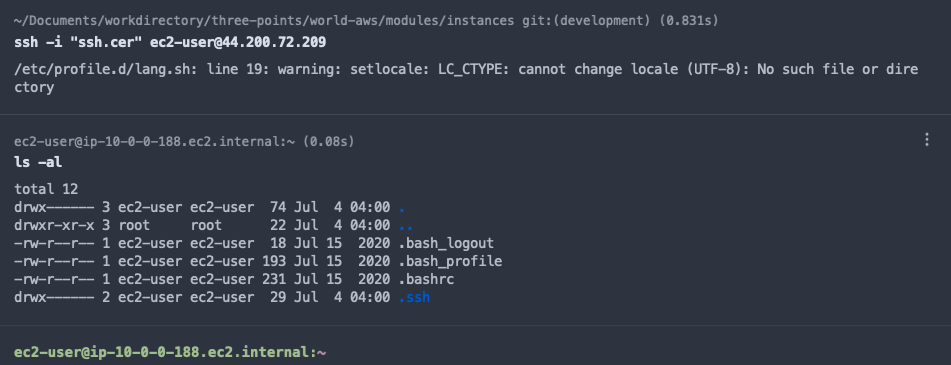 ~/Documents/workdirectory/three-points/world-aws/modules/instances git:(development) (0.831s)
ssh -i "ssh.cer" ec2-user@44.200.72.209
/etc/profile.d/lang.sh: line 19: warning: setlocale: LC_CTYPE: cannot change locale (UTF-8): No such file or dire
ctory
ec2-user@ip-10-0-0-188.ec2.internal:~ (0.08s)
ls -al
total 12
drwx------ 3 ec2-user ec2-user  74 Jul  4 04:00 .
drwxr-xr-x 3 root     root      22 Jul  4 04:00 ..
-rw-r--r-- 1 ec2-user ec2-user  18 Jul 15  2020 .bash_logout
-rw-r--r-- 1 ec2-user ec2-user 193 Jul 15  2020 .bash_profile
-rw-r--r-- 1 ec2-user ec2-user 231 Jul 15  2020 .bashrc
drwx------ 2 ec2-user ec2-user  29 Jul  4 04:00 .ssh
ec2-user@ip-10-0-0-188.ec2.internal:~